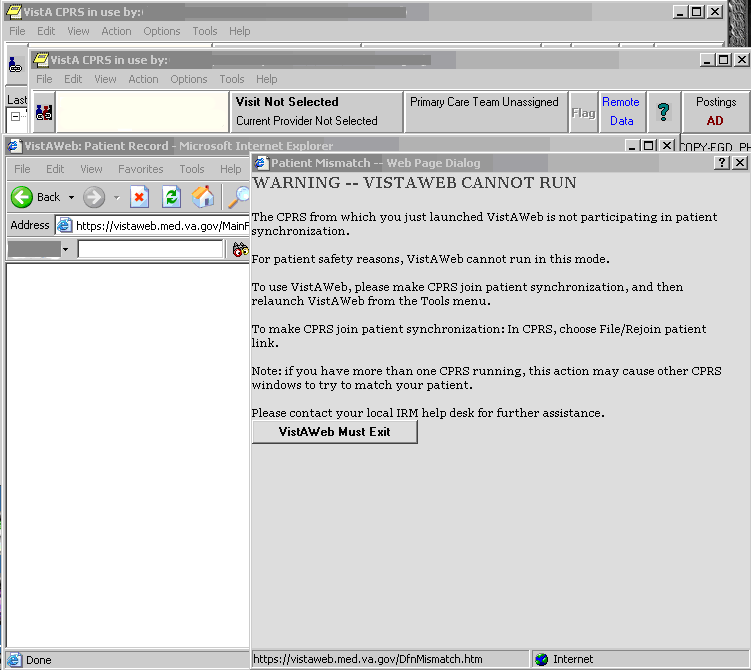 VistA CPRS in use by:
File Edit View Action Options Tools Help
VistA CPRS in use by:
File Edit View Action Options Tools Help
Last
Visit Not Selected
Current Provider Not Selected
Primary Care Team Unassigned
Flag
Remote
Data
Postings
AD
VistAWeb: Patient Record - Microsoft Internet Explorer
File Edit View Favorites Tools Help
Back
Address https://vistaweb.med.va.gov/MainF
Done
Patient Mismatch -- Web Page Dialog
WARNING -- VISTAWEB CANNOT RUN
The CPRS from which you just launched VistAWeb is not participating in patient
synchronization.
For patient safety reasons, VistAWeb cannot run in this mode.
To use VistAWeb, please make CPRS join patient synchronization, and then
relaunch VistAWeb from the Tools menu.
To make CPRS join patient synchronization: In CPRS, choose File/Rejoin patient
link.
Note: if you have more than one CPRS running, this action may cause other CPRS
windows to try to match your patient.
Please contact your local IRM help desk for further assistance.
VistAWeb Must Exit
https://vistaweb.med.va.gov/DfnMismatch.htm
Internet